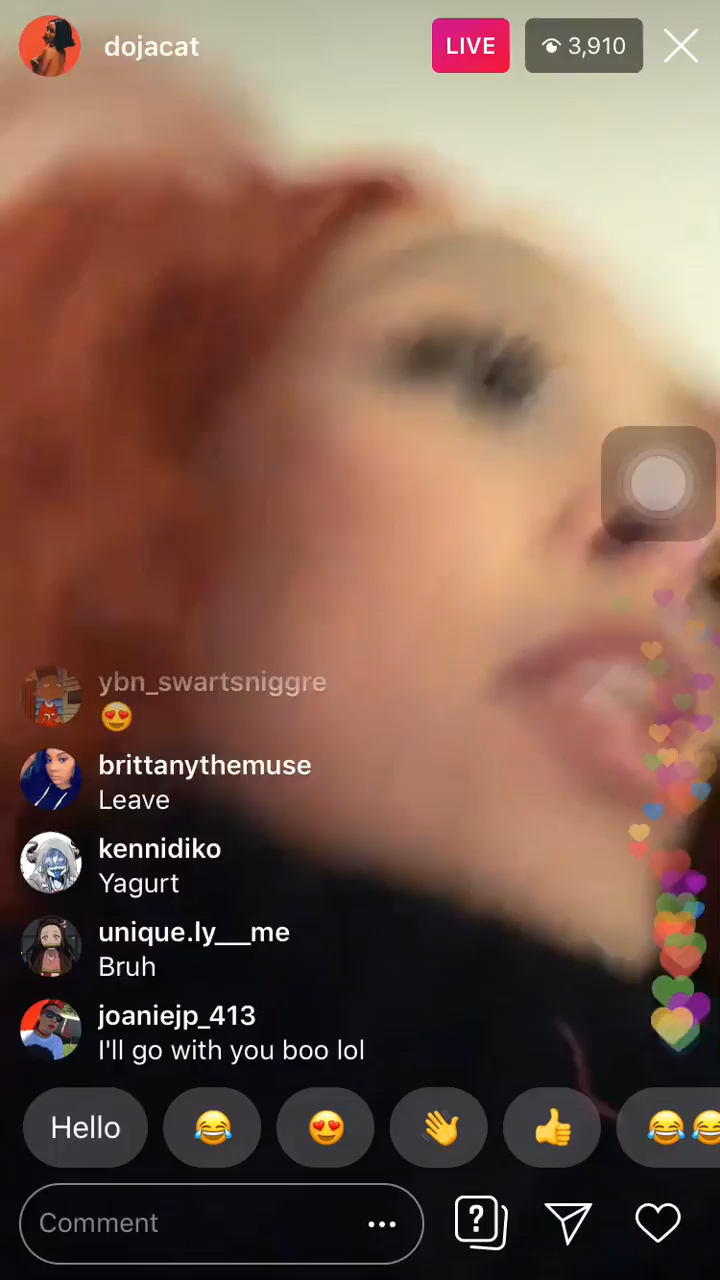 dojacat
LIVE
3,910
ybn_swartsniggre
😍
brittanythemuse
Leave
kennidiko
Yagurt
unique.ly___me
Bruh
joaniejp_413
I'll go with you boo lol
Hello
Comment